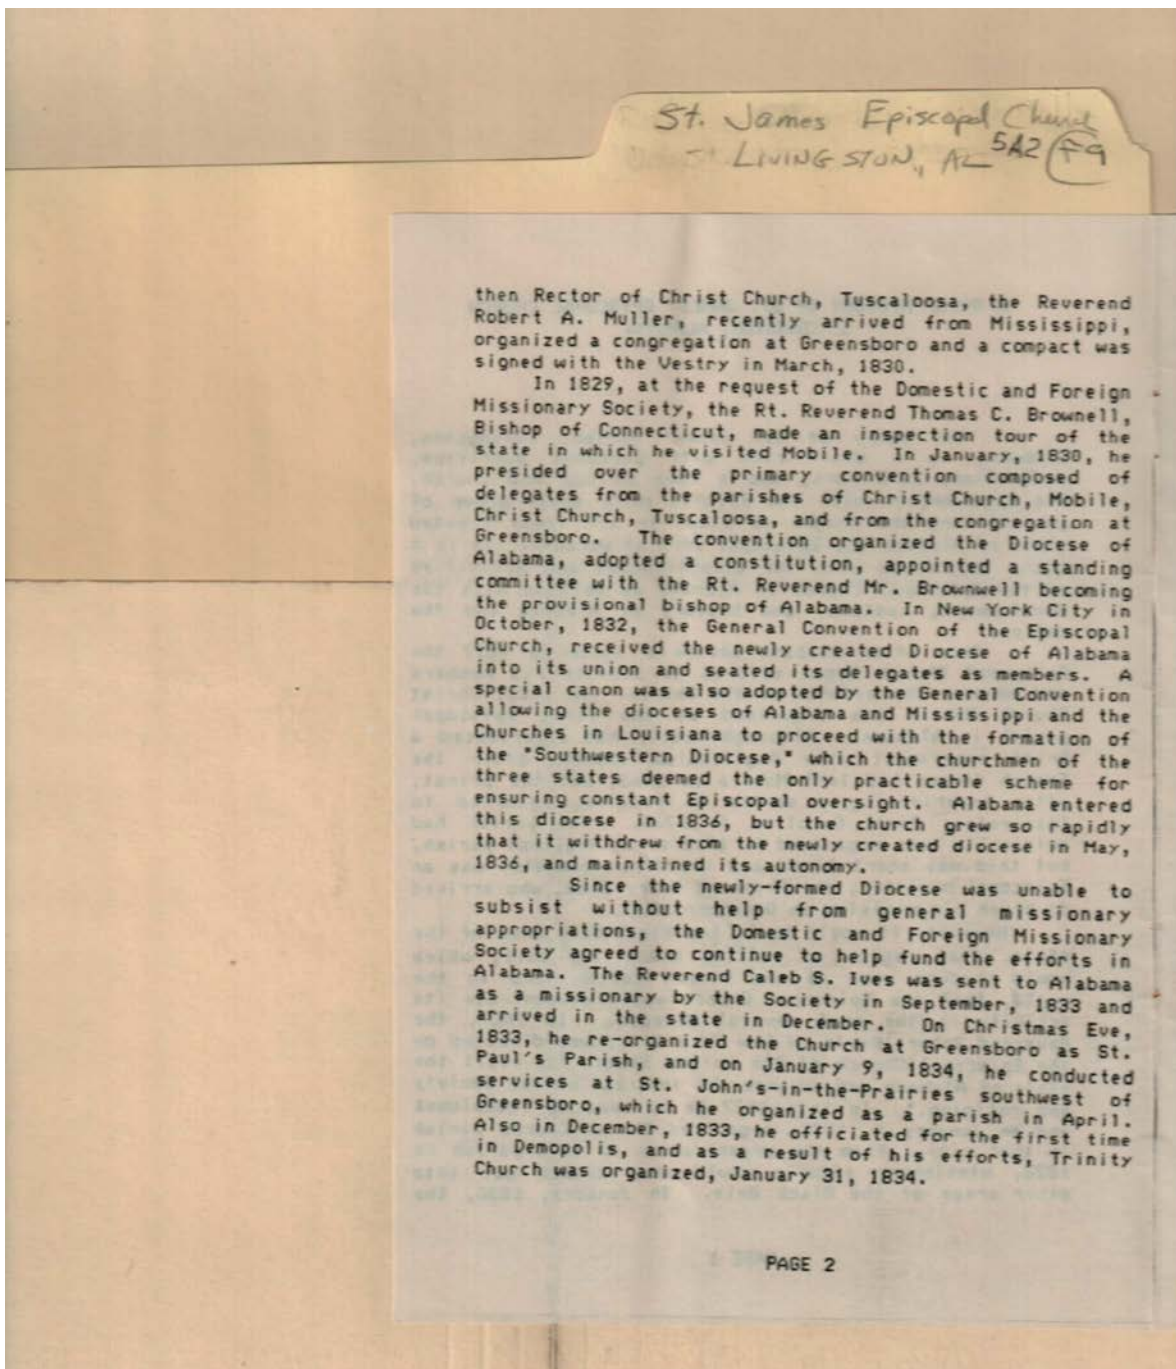 St. James Episcopal Church
LIVINGSTON, AL 5A2 F9
then Rector of Christ Church, Tuscaloosa, the Reverend
Robert A. Muller, recently arrived from Mississippi,
organized a congregation at Greensboro and a compact was
signed with the Vestry in March, 1830.
In 1829, at the request of the Domestic and Foreign
Missionary Society, the Rt. Reverend Thomas C. Brownell,
Bishop of Connecticut, made an inspection tour of the
state in which he visited Mobile. In January, 1830, he
presided over the primary convention composed of
delegates from the parishes of Christ Church, Mobile,
Christ Church, Tuscaloosa, and from the congregation at
Greensboro. The convention organized the Diocese of
Alabama, adopted a constitution, appointed a standing
committee with the Rt. Reverend Mr. Brownwell becoming
the provisional bishop of Alabama. In New York City in
October, 1832, the General Convention of the Episcopal
Church, received the newly created Diocese of Alabama
into its union and seated its delegates as members. A
special canon was also adopted by the General Convention
allowing the dioceses of Alabama and Mississippi and the
Churches in Louisiana to proceed with the formation of
the "Southwestern Diocese," which the churchmen of the
three states deemed the only practicable scheme for
ensuring constant Episcopal oversight. Alabama entered
this diocese in 1836, but the church grew so rapidly
that it withdrew from the newly created diocese in May,
1836, and maintained its autonomy.
Since the newly-formed Diocese was unable to
subsist without help from general missionary
appropriations, the Domestic and Foreign Missionary
Society agreed to continue to help fund the efforts in
Alabama. The Reverend Caleb S. Ives was sent to Alabama
as a missionary by the Society in September, 1833 and
arrived in the state in December. On Christmas Eve,
1833, he re-organized the Church at Greensboro as St.
Paul's Parish, and on January 9, 1834, he conducted
services at St. John's-in-the-Prairies southwest of
Greensboro, which he organized as a parish in April.
Also in December, 1833, he officiated for the first time
in Demopolis, and as a result of his efforts, Trinity
Church was organized, January 31, 1834.
PAGE 2